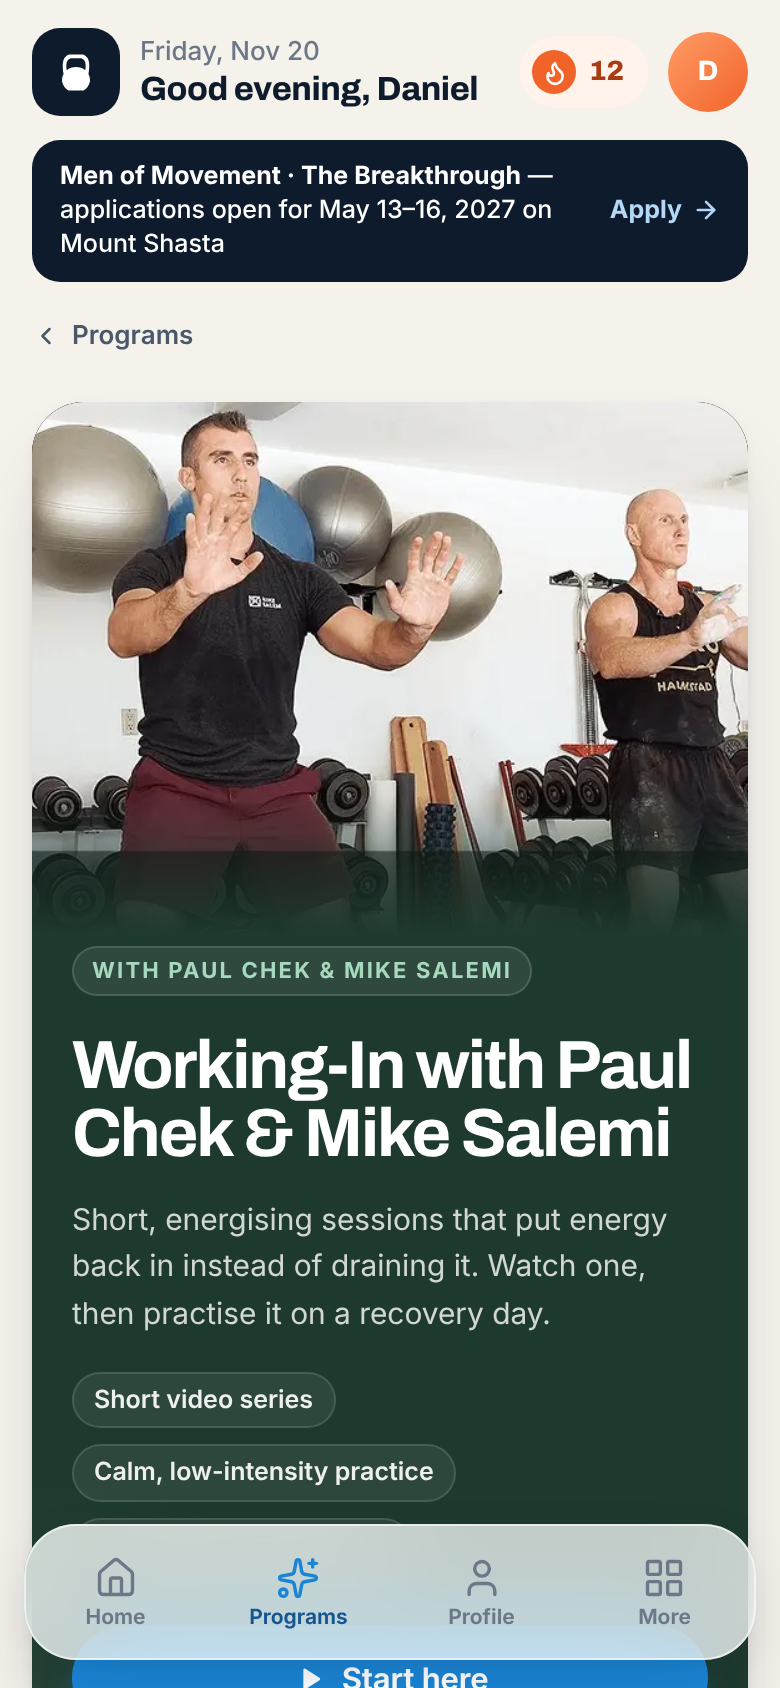 Friday, Nov 20
Good evening, Daniel
12
D
Men of Movement · The Breakthrough —
applications open for May 13–16, 2027 on
Mount Shasta
Apply →
Programs
MIKE
SALEMI
HALMSTAD
WITH PAUL CHEK & MIKE SALEMI
Working-In with Paul
Chek & Mike Salemi
Short, energising sessions that put energy
back in instead of draining it. Watch one,
then practise it on a recovery day.
Short video series
Calm, low-intensity practice
Home
Programs
Profile
More
Start here